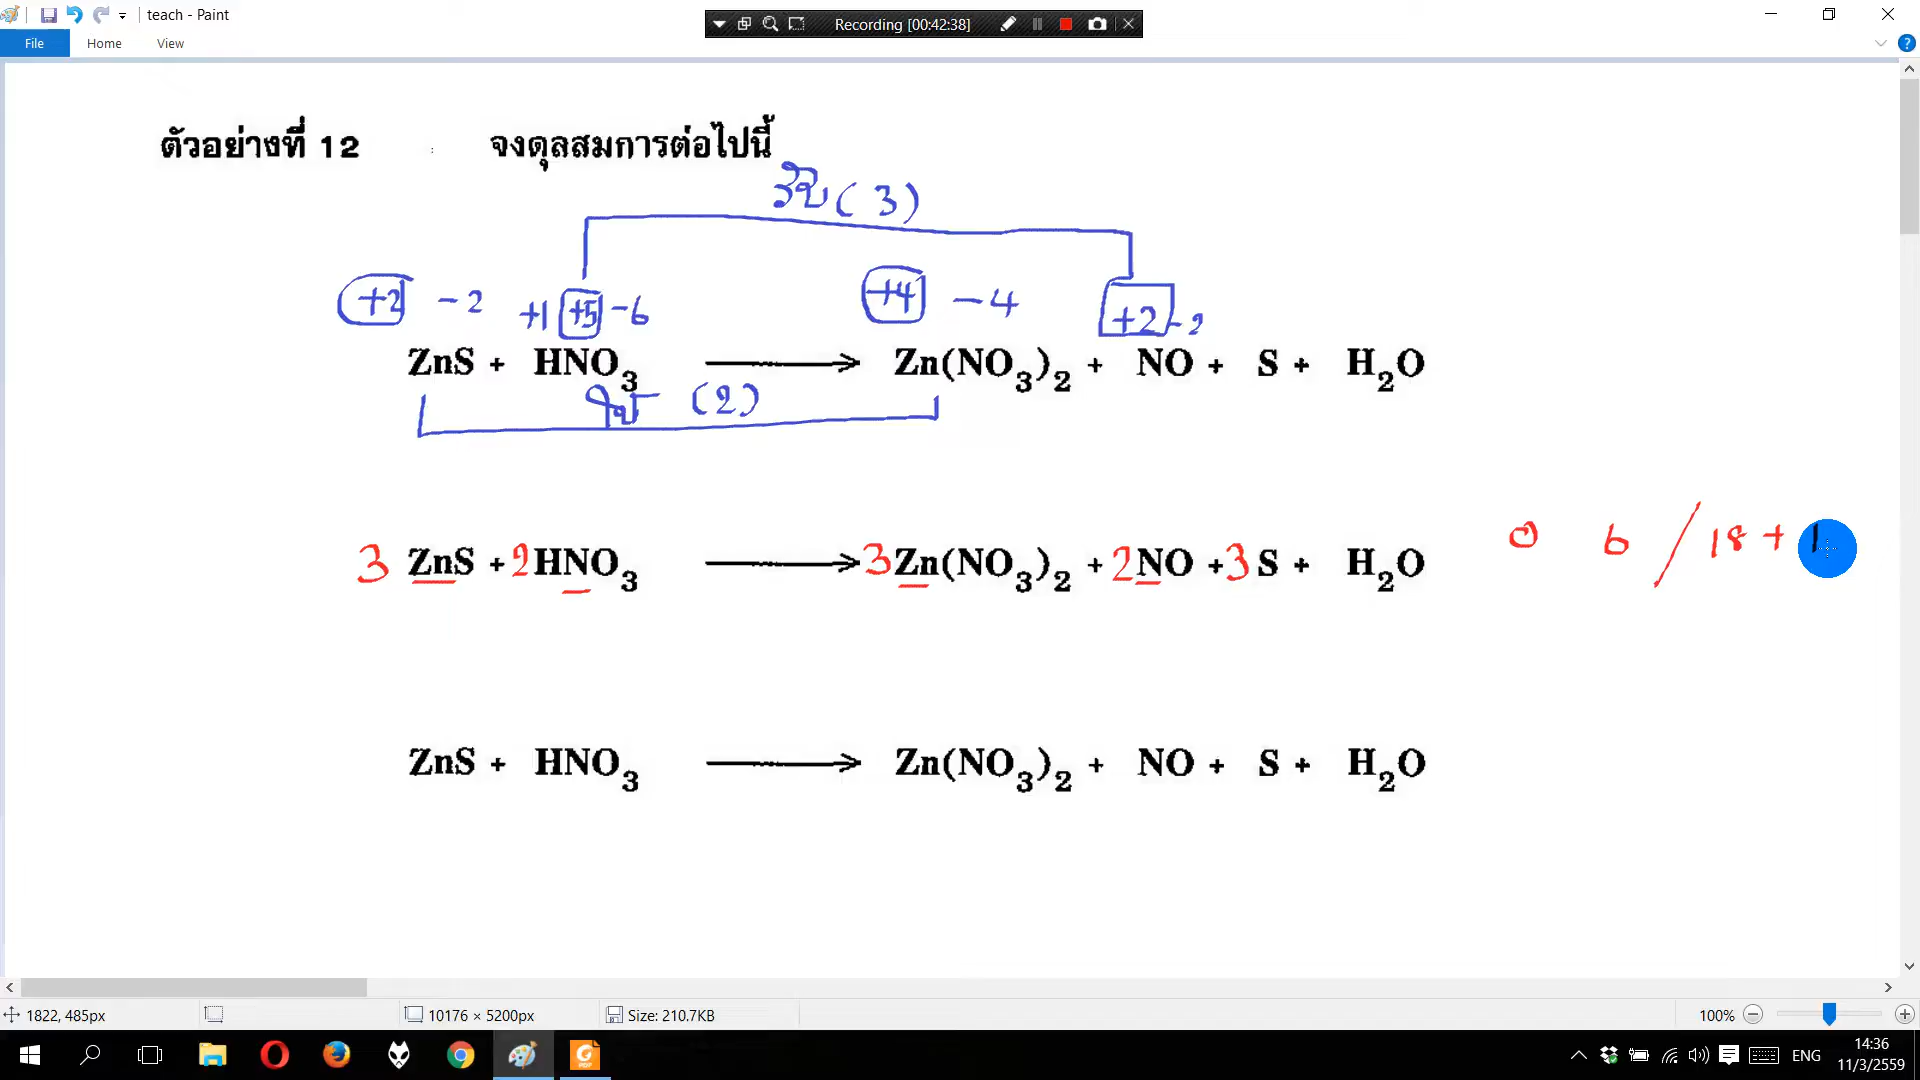 teach - Paint
Recording [00:42:38]
File Home View
ตัวอย่างที่ 12 จงดุลสมการต่อไปนี้
รับ (3)
+2 -2 +1 +5 -6 +4 -4 +2 -2
ZnS + HNO3 → Zn(NO3)2 + NO + S + H2O
(2)
3 ZnS + 2HNO3 → 3Zn(NO3)2 + 2NO + 3S + H2O O 6 / 18 + 1
ZnS + HNO3 → Zn(NO3)2 + NO + S + H2O
1822, 485px 10176 × 5200px Size: 210.7KB 100%
14:36
ENG
11/3/2559